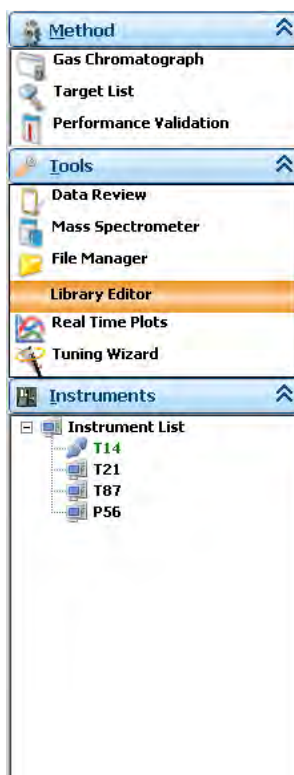 Method
Gas Chromatograph
Target List
Performance Validation
Tools
Data Review
Mass Spectrometer
File Manager
Library Editor
Real Time Plots
Tuning Wizard
Instruments
Instrument List
T14
T21
T87
P56